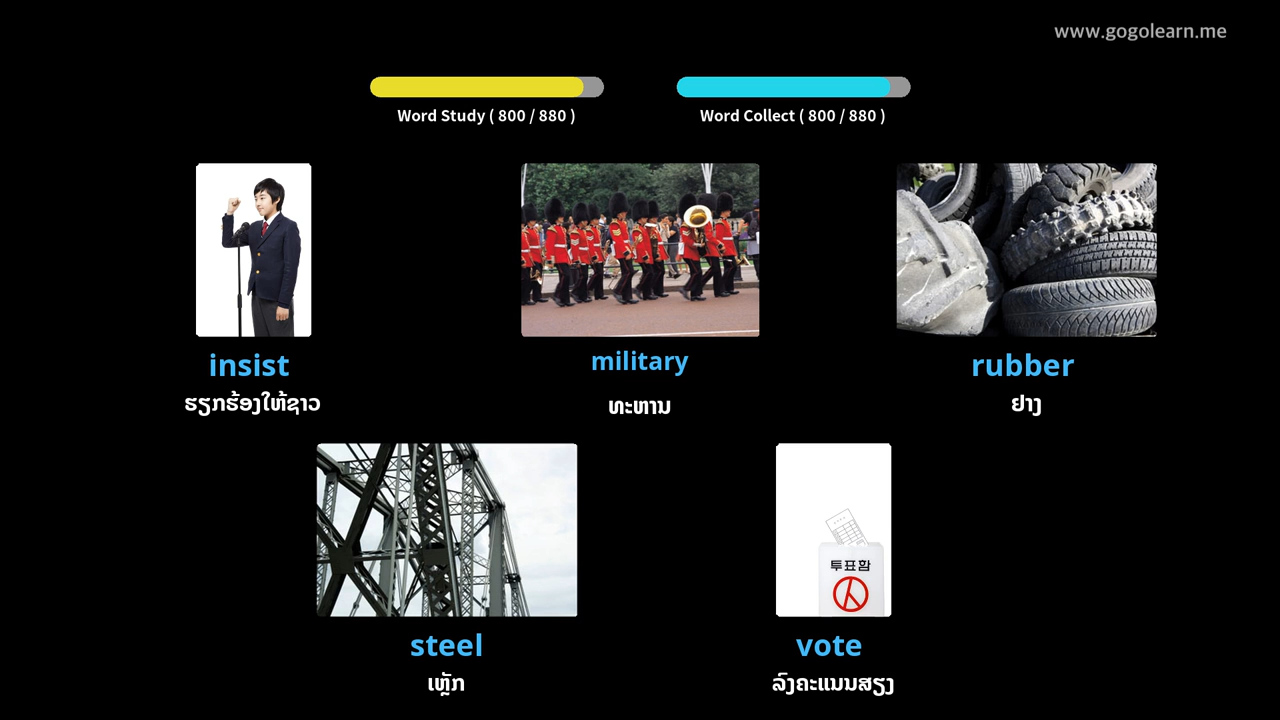 www.gogolearn.me
Word Study ( 800 / 880 )
Word Collect ( 800 / 880 )
insist
military
rubber
ຮຽກຮ້ອງໃຫ້ຊາວ
ທະຫານ
ຢາງ
투표함
steel
vote
ເຫຼັກ
ລົງຄະແນນສຽງ